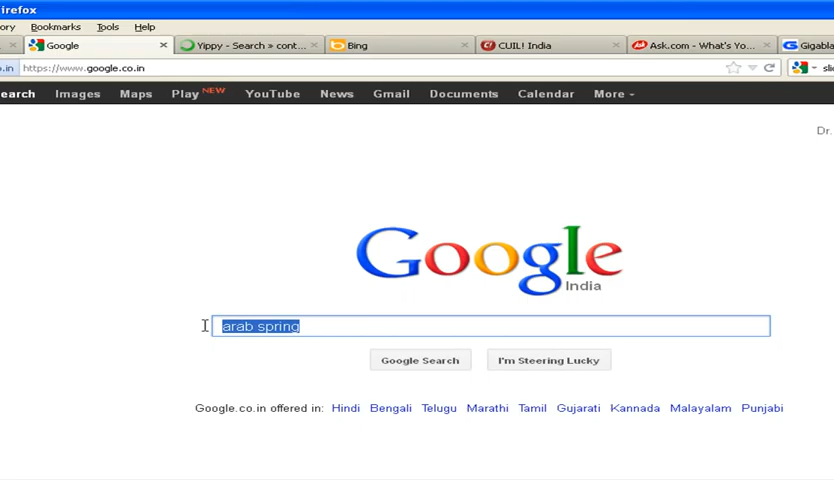 irefox
ory Bookmarks Tools Help
Google Yippy - Search > cont... Bing CUIL! India Ask.com - What's Yo... Gigabla
o.in https://www.google.co.in sli
earch Images Maps Play NEW YouTube News Gmail Documents Calendar More
Dr.
Google
India
arab spring
Google Search I'm Steering Lucky
Google.co.in offered in: Hindi Bengali Telugu Marathi Tamil Gujarati Kannada Malayalam Punjabi